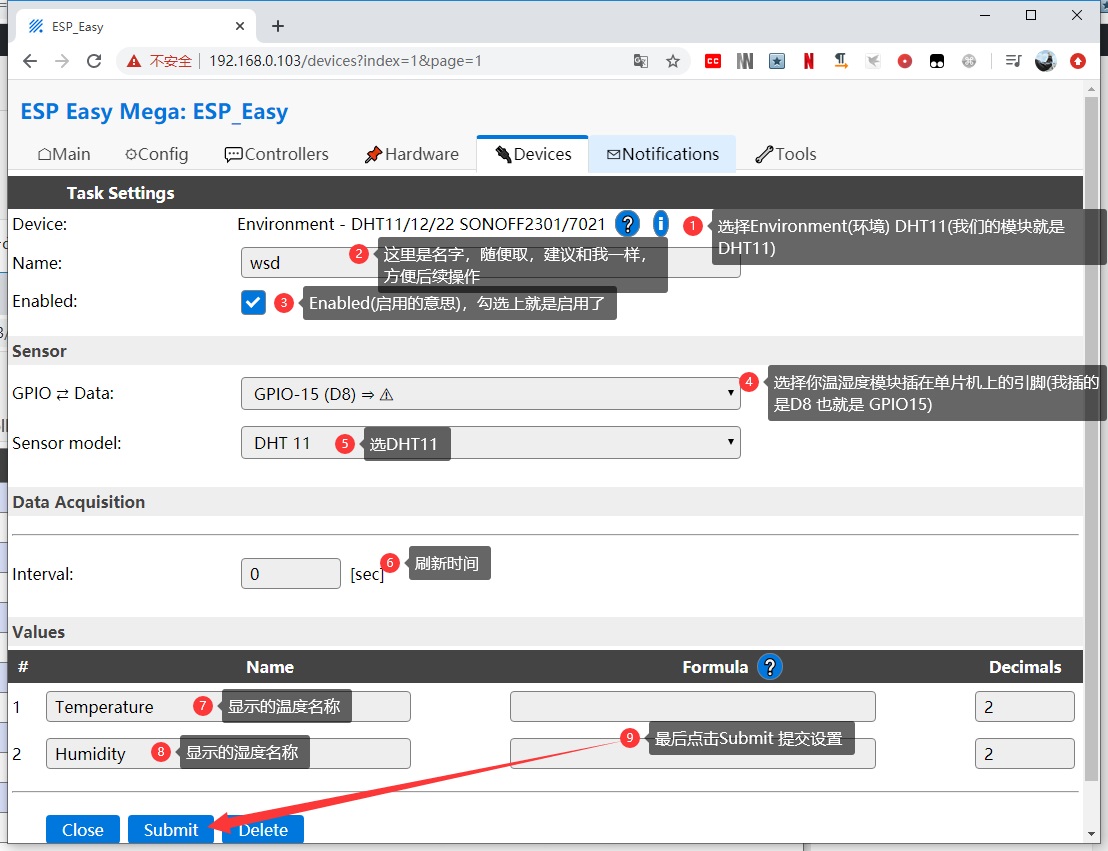 ESP_Easy
不安全 192.168.0.103/devices?index=1&page=1
ESP Easy Mega: ESP_Easy
Main Config Controllers Hardware Devices Notifications Tools
Task Settings
Device: Environment - DHT11/12/22 SONOFF2301/7021 ? i
1 选择Environment(环境) DHT11(我们的模块就是
DHT11)
Name: wsd
2 这里是名字，随便取，建议和我一样，
方便后续操作
Enabled: 3 Enabled(启用的意思)，勾选上就是启用了
Sensor
GPIO ⇄ Data: GPIO-15 (D8) ⇒ ⚠
4 选择你温湿度模块插在单片机上的引脚(我插的
是D8 也就是 GPIO15)
Sensor model: DHT 11 5 选DHT11
Data Acquisition
Interval: 0 [sec] 6 刷新时间
Values
# Name Formula ? Decimals
1 Temperature 7 显示的温度名称 2
2 Humidity 8 显示的湿度名称 2
9 最后点击Submit 提交设置
Close Submit Delete